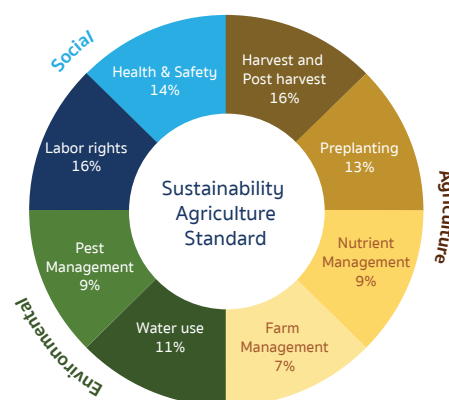 Social
Health & Safety
14%
Harvest and
Post harvest
16%
Labor rights
16%
Preplanting
13%
Sustainability
Agriculture
Standard
Agriculture
Pest
Management
9%
Nutrient
Management
9%
Water use
11%
Farm
Management
7%
Environmental